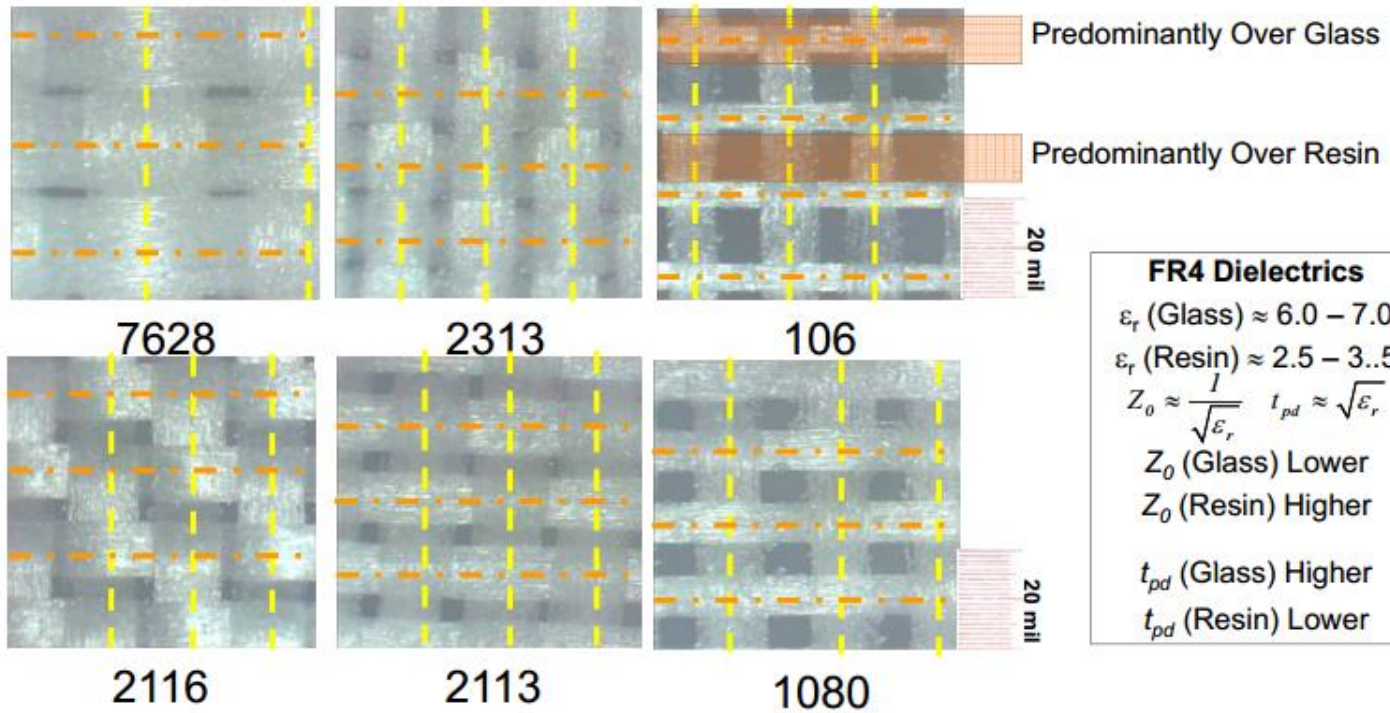 Predominantly Over Glass
Predominantly Over Resin
20 mil
7628
2313
106
FR4 Dielectrics
εr (Glass) ≈ 6.0 – 7.0
εr (Resin) ≈ 2.5 – 3..5
Z0 ≈ 1/√εr tpd ≈ √εr
Z0 (Glass) Lower
Z0 (Resin) Higher
tpd (Glass) Higher
tpd (Resin) Lower
20 mil
2116
2113
1080